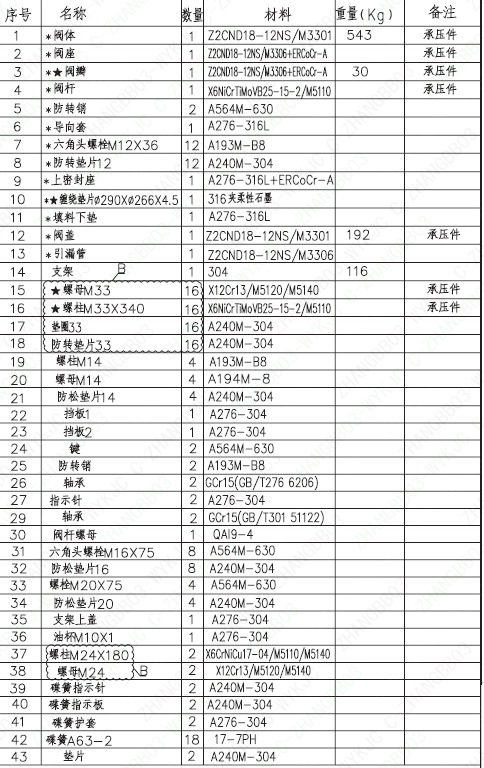 序号 名称 数量 材料 重量(Kg) 备注
1 *阀体 1 Z2CND18-12NS/M3301 543 承压件
2 *阀座 1 Z2CND18-12NS/M3306+ERCoCr-A 承压件
3 *★阀瓣 1 Z2CND18-12NS/M3306+ERCoCr-A 30 承压件
4 *阀杆 1 X6NiCrTiMoVB25-15-2/M5110 承压件
5 *防转销 2 A564M-630
6 *导向套 1 A276-316L
7 *六角头螺栓M12X36 12 A193M-B8
8 *防转垫片12 12 A240M-304
9 *上密封座 1 A276-316L+ERCoCr-A
10 *★缠绕垫片Ø290XØ266X4.5 1 316夹柔性石墨
11 *填料下垫 1 A276-316L
12 *阀盖 1 Z2CND18-12NS/M3301 192 承压件
13 *引漏管 1 Z2CND18-12NS/M3306
14 支架 B 1 304 116
15 ★螺母M33 16 X12Cr13/M5120/M5140 承压件
16 ★螺柱M33X340 16 X6NiCrTiMoVB25-15-2/M5110 承压件
17 垫圈33 16 A240M-304
18 防转垫片33 16 A240M-304
19 螺柱M14 4 A193M-B8
20 螺母M14 4 A194M-8
21 防松垫片14 4 A240M-304
22 挡板1 1 A276-304
23 挡板2 1 A276-304
24 键 2 A564M-630
25 防转销 2 A193M-B8
26 轴承 2 GCr15(GB/T276 6206)
27 指示针 2 A276-304
29 轴承 2 GCr15(GB/T301 51122)
30 阀杆螺母 1 QAl9-4
31 六角头螺栓M16X75 8 A564M-630
32 防松垫片16 8 A240M-304
33 螺栓M20X75 4 A564M-630
34 防松垫片20 4 A240M-304
35 支架上盖 1 A276-304
36 油杯M10X1 1 A276-304
37 螺柱M24X180 2 X6CrNiCu17-04/M5110/M5140
38 螺母M24 B 2 X12Cr13/M5120/M5140
39 碟簧指示针 2 A240M-304
40 碟簧指示板 2 A240M-304
41 碟簧护套 2 A276-304
42 碟簧A63-2 18 17-7PH
43 垫片 2 A240M-304